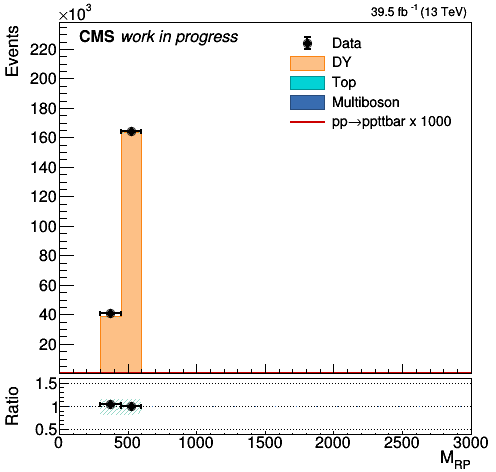 ×10³
39.5 fb⁻¹ (13 TeV)
CMS work in progress
Data
DY
Top
Multiboson
pp→ppttbar x 1000
Events
220
200
180
160
140
120
100
80
60
40
20
Ratio
1.5
1
0.5
0 500 1000 1500 2000 2500 3000
M_RP